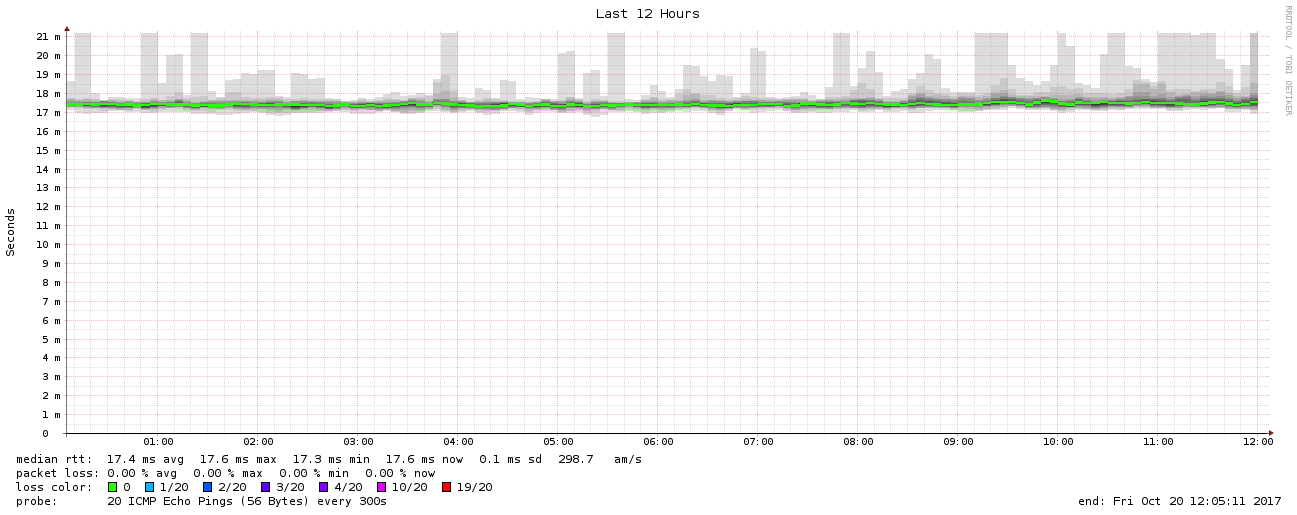 Last 12 Hours
RRDTOOL / TOBI OETIKER
21 m
20 m
19 m
18 m
17 m
16 m
15 m
14 m
13 m
12 m
11 m
10 m
9 m
8 m
7 m
6 m
5 m
4 m
3 m
2 m
1 m
0
Seconds
01:00 02:00 03:00 04:00 05:00 06:00 07:00 08:00 09:00 10:00 11:00 12:00
median rtt: 17.4 ms avg 17.6 ms max 17.3 ms min 17.6 ms now 0.1 ms sd 298.7 am/s
packet loss: 0.00 % avg 0.00 % max 0.00 % min 0.00 % now
loss color: 0 1/20 2/20 3/20 4/20 10/20 19/20
probe: 20 ICMP Echo Pings (56 Bytes) every 300s end: Fri Oct 20 12:05:11 2017